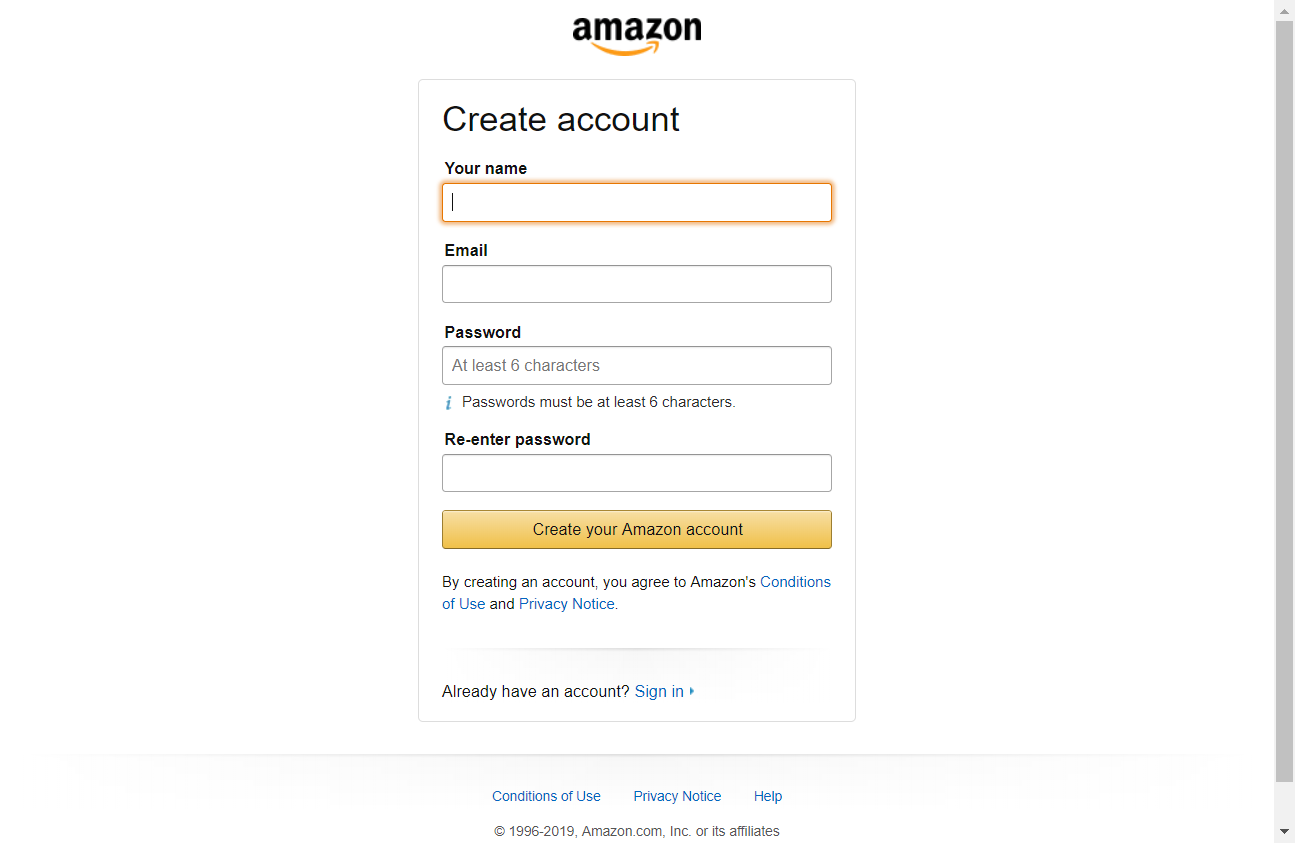 amazon
Create account
Your name
Email
Password
At least 6 characters
i Passwords must be at least 6 characters.
Re-enter password
Create your Amazon account
By creating an account, you agree to Amazon's Conditions
of Use and Privacy Notice.
Already have an account? Sign in
Conditions of Use Privacy Notice Help
© 1996-2019, Amazon.com, Inc. or its affiliates